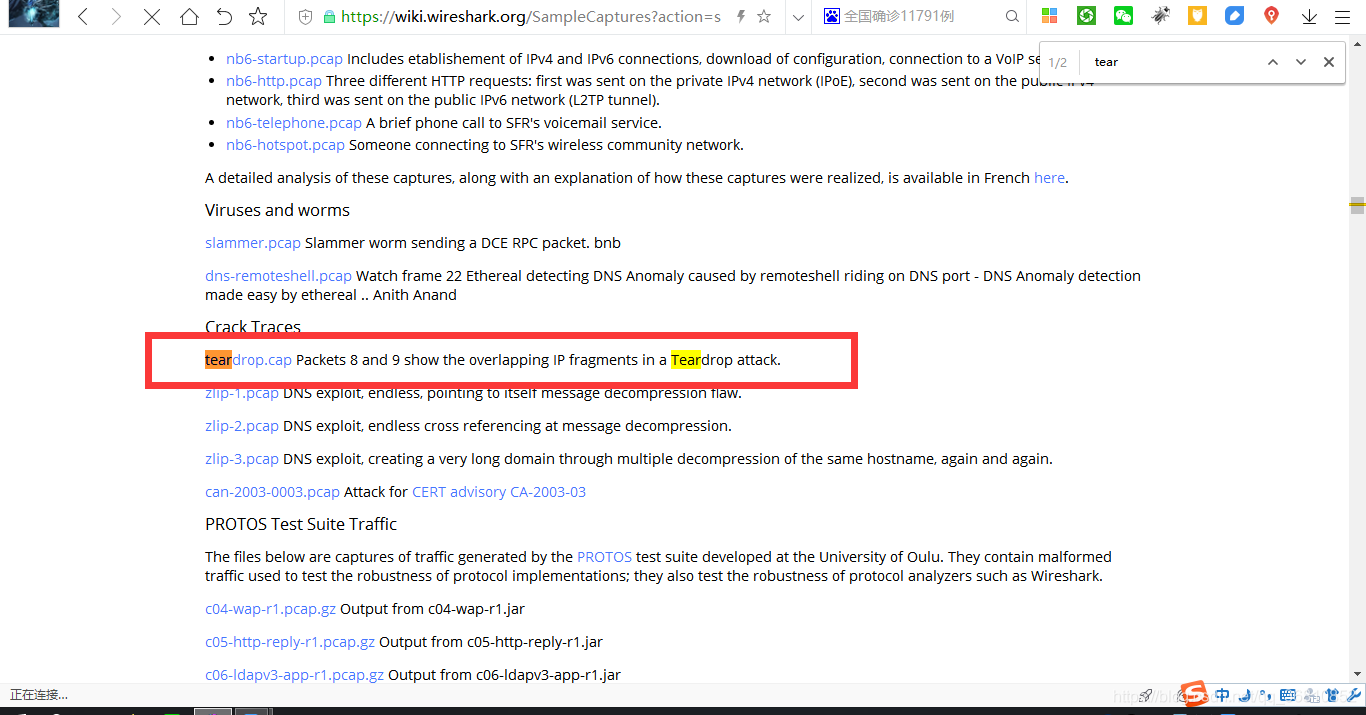 https://wiki.wireshark.org/SampleCaptures?action=s
全国确诊11791例
1/2 tear
nb6-startup.pcap Includes etablishement of IPv4 and IPv6 connections, download of configuration, connection to a VoIP se
nb6-http.pcap Three different HTTP requests: first was sent on the private IPv4 network (IPoE), second was sent on the public IPv4
network, third was sent on the public IPv6 network (L2TP tunnel).
nb6-telephone.pcap A brief phone call to SFR's voicemail service.
nb6-hotspot.pcap Someone connecting to SFR's wireless community network.
A detailed analysis of these captures, along with an explanation of how these captures were realized, is available in French here.
Viruses and worms
slammer.pcap Slammer worm sending a DCE RPC packet. bnb
dns-remoteshell.pcap Watch frame 22 Ethereal detecting DNS Anomaly caused by remoteshell riding on DNS port - DNS Anomaly detection
made easy by ethereal .. Anith Anand
Crack Traces
teardrop.cap Packets 8 and 9 show the overlapping IP fragments in a Teardrop attack.
zlip-1.pcap DNS exploit, endless, pointing to itself message decompression flaw.
zlip-2.pcap DNS exploit, endless cross referencing at message decompression.
zlip-3.pcap DNS exploit, creating a very long domain through multiple decompression of the same hostname, again and again.
can-2003-0003.pcap Attack for CERT advisory CA-2003-03
PROTOS Test Suite Traffic
The files below are captures of traffic generated by the PROTOS test suite developed at the University of Oulu. They contain malformed
traffic used to test the robustness of protocol implementations; they also test the robustness of protocol analyzers such as Wireshark.
c04-wap-r1.pcap.gz Output from c04-wap-r1.jar
c05-http-reply-r1.pcap.gz Output from c05-http-reply-r1.jar
c06-ldapv3-app-r1.pcap.gz Output from c06-ldapv3-app-r1.jar
正在连接...
中